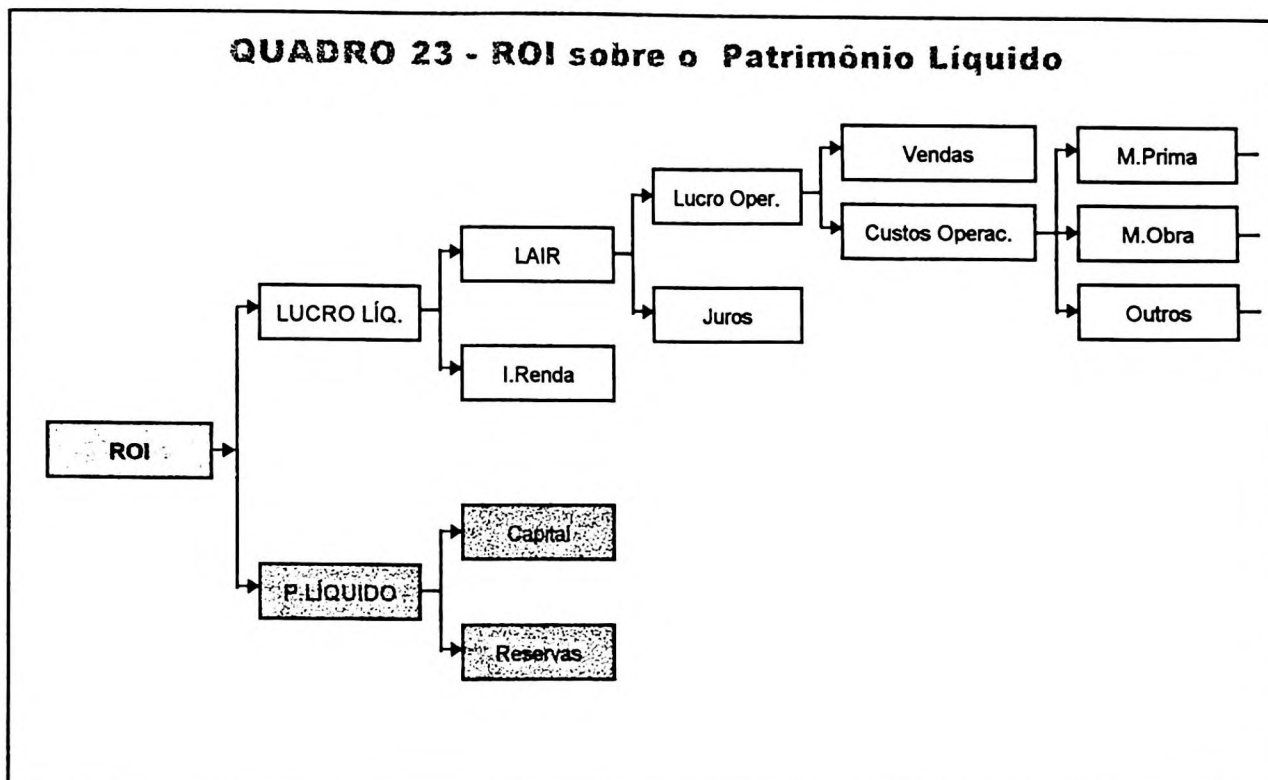 QUADRO 23 - ROI sobre o Patrimônio Líquido
Vendas
M.Prima
Lucro Oper.
Custos Operac.
M.Obra
LAIR
LUCRO LÍQ.
Juros
Outros
I.Renda
ROI
Capital
P.LÍQUIDO
Reservas